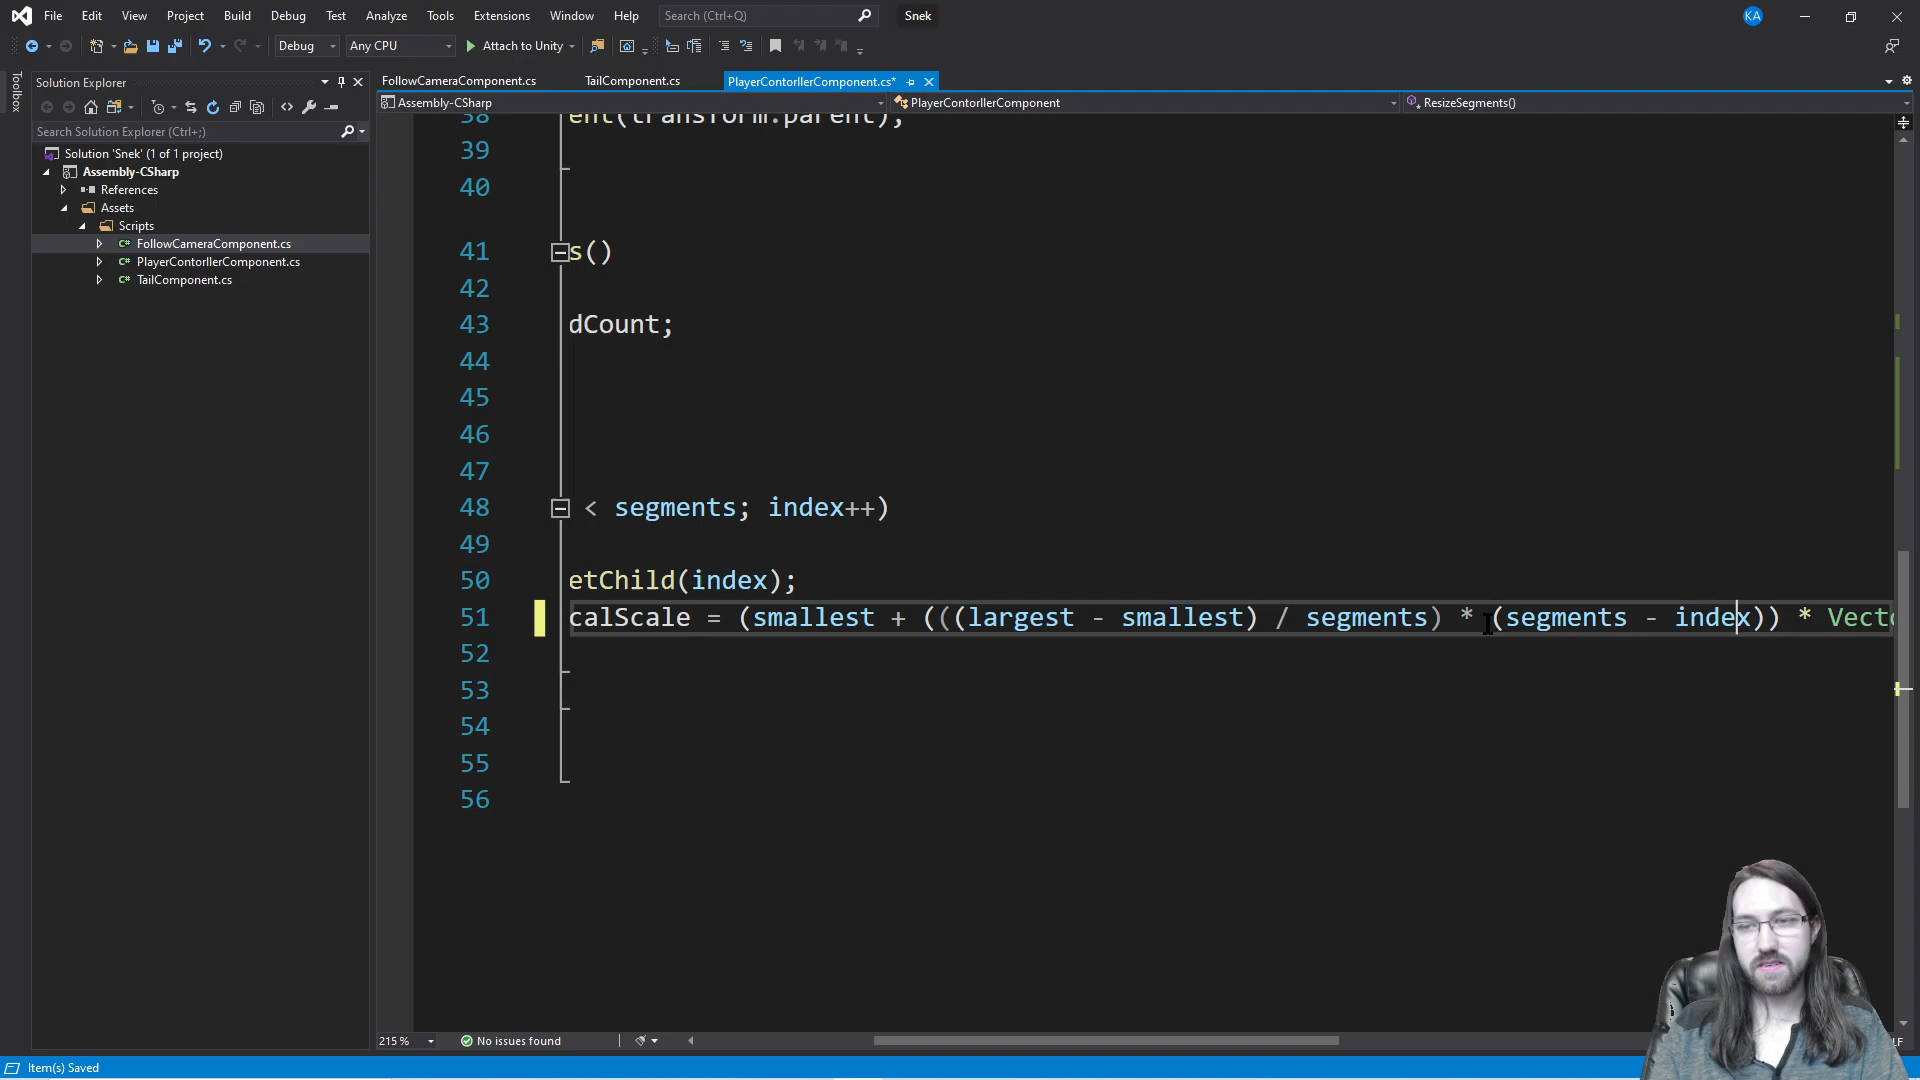 File Edit View Project Build Debug Test Analyze Tools Extensions Window Help Search (Ctrl+Q) Snek KA
Debug Any CPU Attach to Unity
Toolbox
Solution Explorer
Search Solution Explorer (Ctrl+;)
Solution 'Snek' (1 of 1 project)
Assembly-CSharp
References
Assets
Scripts
C# FollowCameraComponent.cs
C# PlayerContorllerComponent.cs
C# TailComponent.cs
FollowCameraComponent.cs TailComponent.cs PlayerContorllerComponent.cs*
Assembly-CSharp PlayerContorllerComponent ResizeSegments()
38 ent(transform.parent);
39
40
41 s()
42
43 dCount;
44
45
46
47
48 < segments; index++)
49
50 etChild(index);
51 calScale = (smallest + (((largest - smallest) / segments) * (segments - index)) * Vect
52
53
54
55
56
215 % No issues found LF
Item(s) Saved